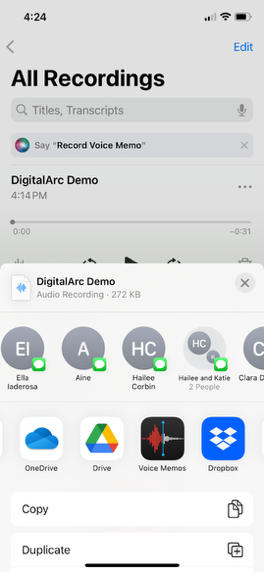 4:24
Edit
All Recordings
Titles, Transcripts
Say "Record Voice Memo"
DigitalArc Demo
4:14 PM
0:00
−0:31
DigitalArc Demo
Audio Recording · 272 KB
EI
A
HC
HC
K
C
Ella
Iaderosa
Aine
Hailee
Corbin
Hailee and Katie
2 People
Clara D
OneDrive
Drive
Voice Memos
Dropbox
Copy
Duplicate